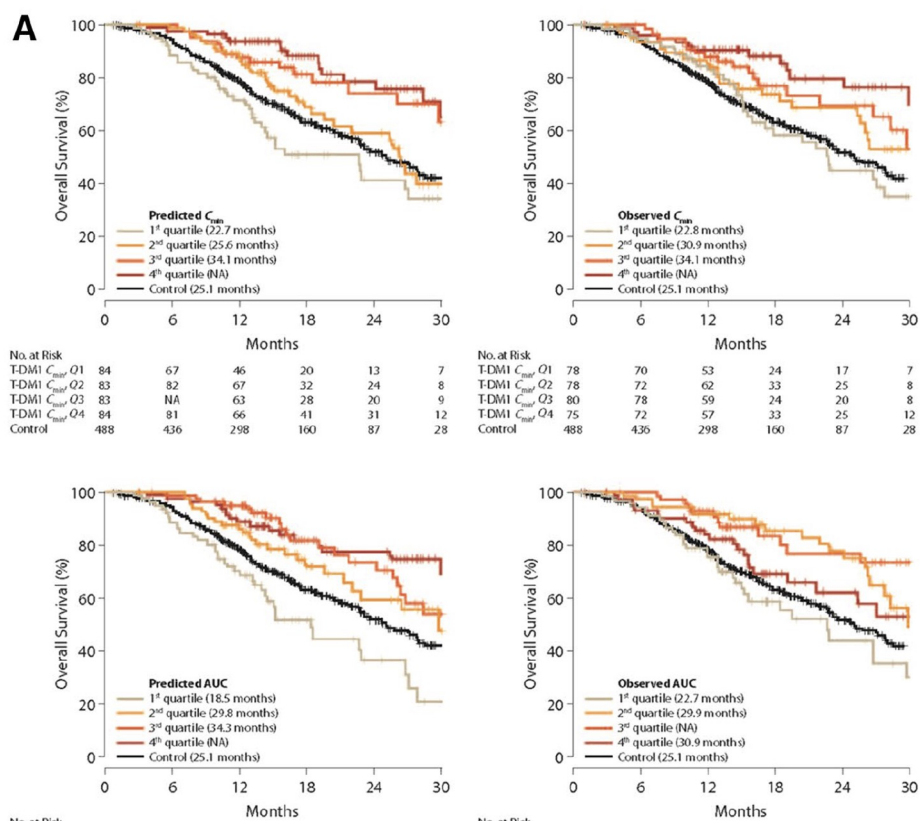 A
100
80
60
40
20
0
Overall Survival (%)
Predicted Cmin
1st quartile (22.7 months)
2nd quartile (25.6 months)
3rd quartile (34.1 months)
4th quartile (NA)
Control (25.1 months)
0 6 12 18 24 30
Months
No. at Risk
T-DM1 Cmin, Q1 84 67 46 20 13 7
T-DM1 Cmin, Q2 83 82 67 32 24 8
T-DM1 Cmin, Q3 83 NA 63 28 20 9
T-DM1 Cmin, Q4 84 81 66 41 31 12
Control 488 436 298 160 87 28
100
80
60
40
20
0
Overall Survival (%)
Observed Cmin
1st quartile (22.8 months)
2nd quartile (30.9 months)
3rd quartile (34.1 months)
4th quartile (NA)
Control (25.1 months)
0 6 12 18 24 30
Months
No. at Risk
T-DM1 Cmin, Q1 78 70 53 24 17 7
T-DM1 Cmin, Q2 78 72 62 33 25 8
T-DM1 Cmin, Q3 80 78 59 24 20 8
T-DM1 Cmin, Q4 75 72 57 33 25 12
Control 488 436 298 160 87 28
100
80
60
40
20
0
Overall Survival (%)
Predicted AUC
1st quartile (18.5 months)
2nd quartile (29.8 months)
3rd quartile (34.3 months)
4th quartile (NA)
Control (25.1 months)
0 6 12 18 24 30
Months
No. at Risk
100
80
60
40
20
0
Overall Survival (%)
Observed AUC
1st quartile (22.7 months)
2nd quartile (29.9 months)
3rd quartile (NA)
4th quartile (30.9 months)
Control (25.1 months)
0 6 12 18 24 30
Months
No. at Risk